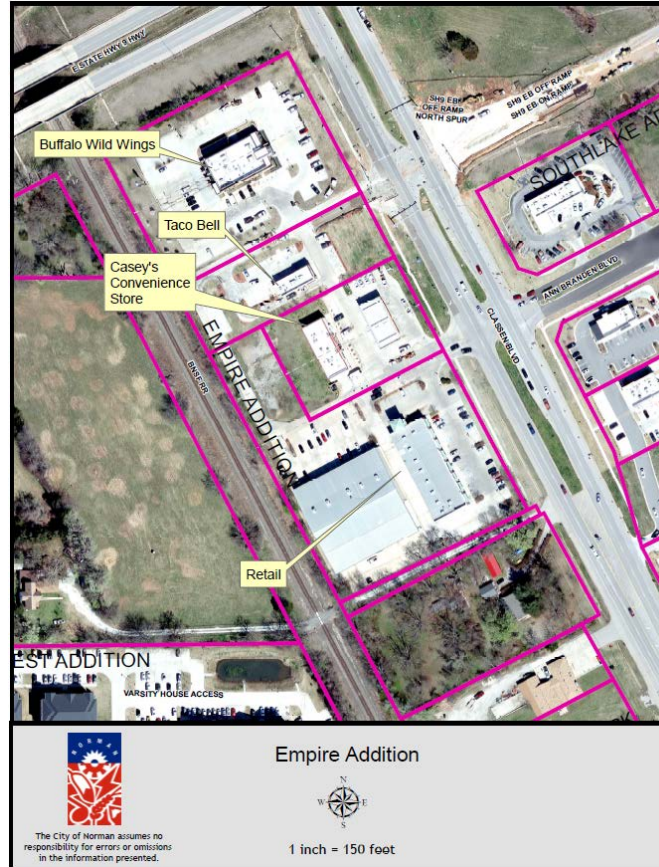 E STATE HWY 9 HWY
SH9 EB OFF RAMP
SH9 EB ON RAMP
SH9 EB
OFF RAMP
NORTH SPUR
Buffalo Wild Wings
SOUTHLAKE
Taco Bell
Casey's
Convenience
Store
ANN BRANDEN BLVD
CLASSEN BLVD
EMPIRE ADDITION
BNSF RR
Retail
EST ADDITION
VARSITY HOUSE ACCESS
NORMAN
Empire Addition
N
W E
S
The City of Norman assumes no
responsibility for errors or omissions
in the information presented.
1 inch = 150 feet